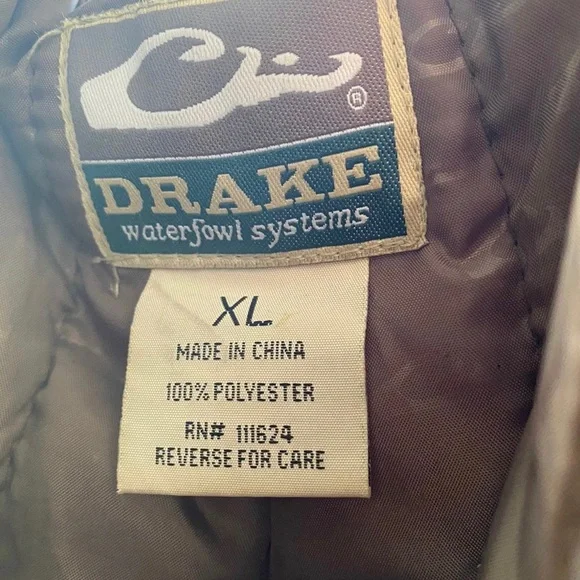 ®
DRAKE
waterfowl systems
XL
MADE IN CHINA
100% POLYESTER
RN# 111624
REVERSE FOR CARE